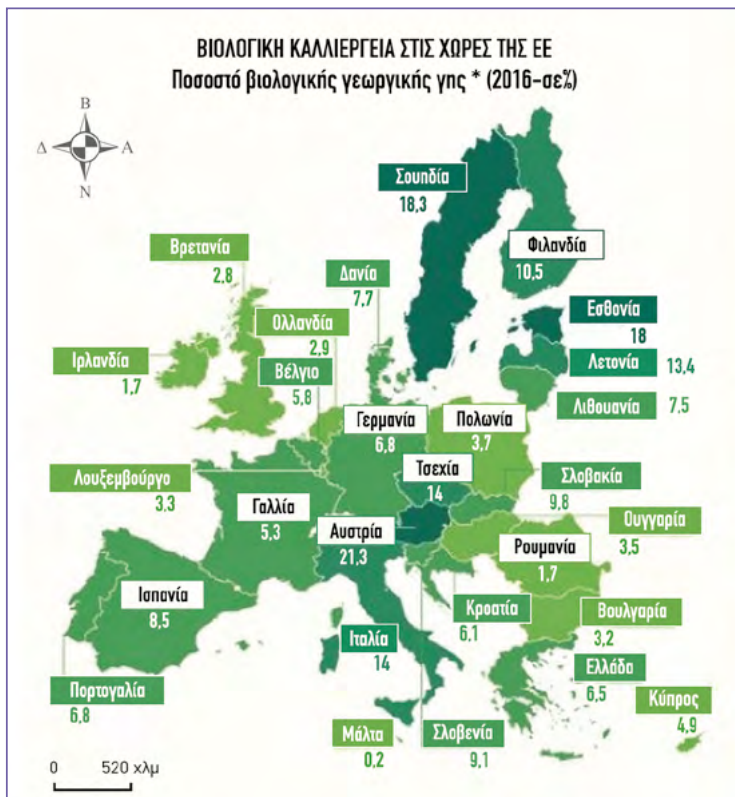 ΒΙΟΛΟΓΙΚΗ ΚΑΛΛΙΕΡΓΕΙΑ ΣΤΙΣ ΧΩΡΕΣ ΤΗΣ ΕΕ
Ποσοστό βιολογικής γεωργικής γης * (2016-σε%)
Β
Δ Α
Ν
Σουηδία
18,3
Φιλανδία
10,5
Βρετανία
2,8
Δανία
7,7
Ολλανδία
2,9
Εσθονία
18
Ιρλανδία
1,7
Βέλγιο
5,8
Λετονία 13,4
Λιθουανία 7,5
Γερμανία
6,8
Πολωνία
3,7
Λουξεμβούργο
3,3
Τσεχία
14
Σλοβακία
9,8
Γαλλία
5,3
Αυστρία
21,3
Ουγγαρία
3,5
Ρουμανία
1,7
Ισπανία
8,5
Κροατία
6,1
Βουλγαρία
3,2
Ιταλία
14
Ελλάδα
6,5
Πορτογαλία
6,8
Κύπρος
4,9
Μάλτα
0,2
Σλοβενία
9,1
0 520 χλμ